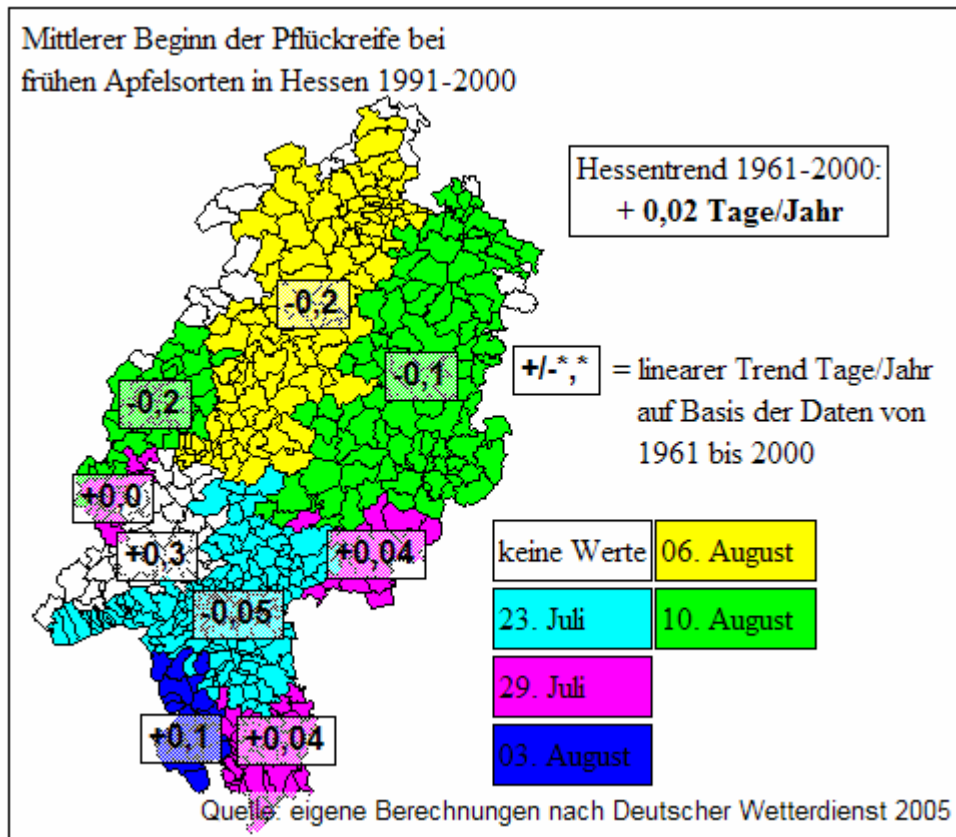 Mittlerer Beginn der Pflückreife bei
frühen Apfelsorten in Hessen 1991-2000
Hessentrend 1961-2000:
+ 0,02 Tage/Jahr
-0,2
+/-*,* = linearer Trend Tage/Jahr
auf Basis der Daten von
1961 bis 2000
-0,1
-0,2
+0,0
+0,3
+0,04
-0,05
+0,1
+0,04
keine Werte
06. August
23. Juli
10. August
29. Juli
03. August
Quelle: eigene Berechnungen nach Deutscher Wetterdienst 2005